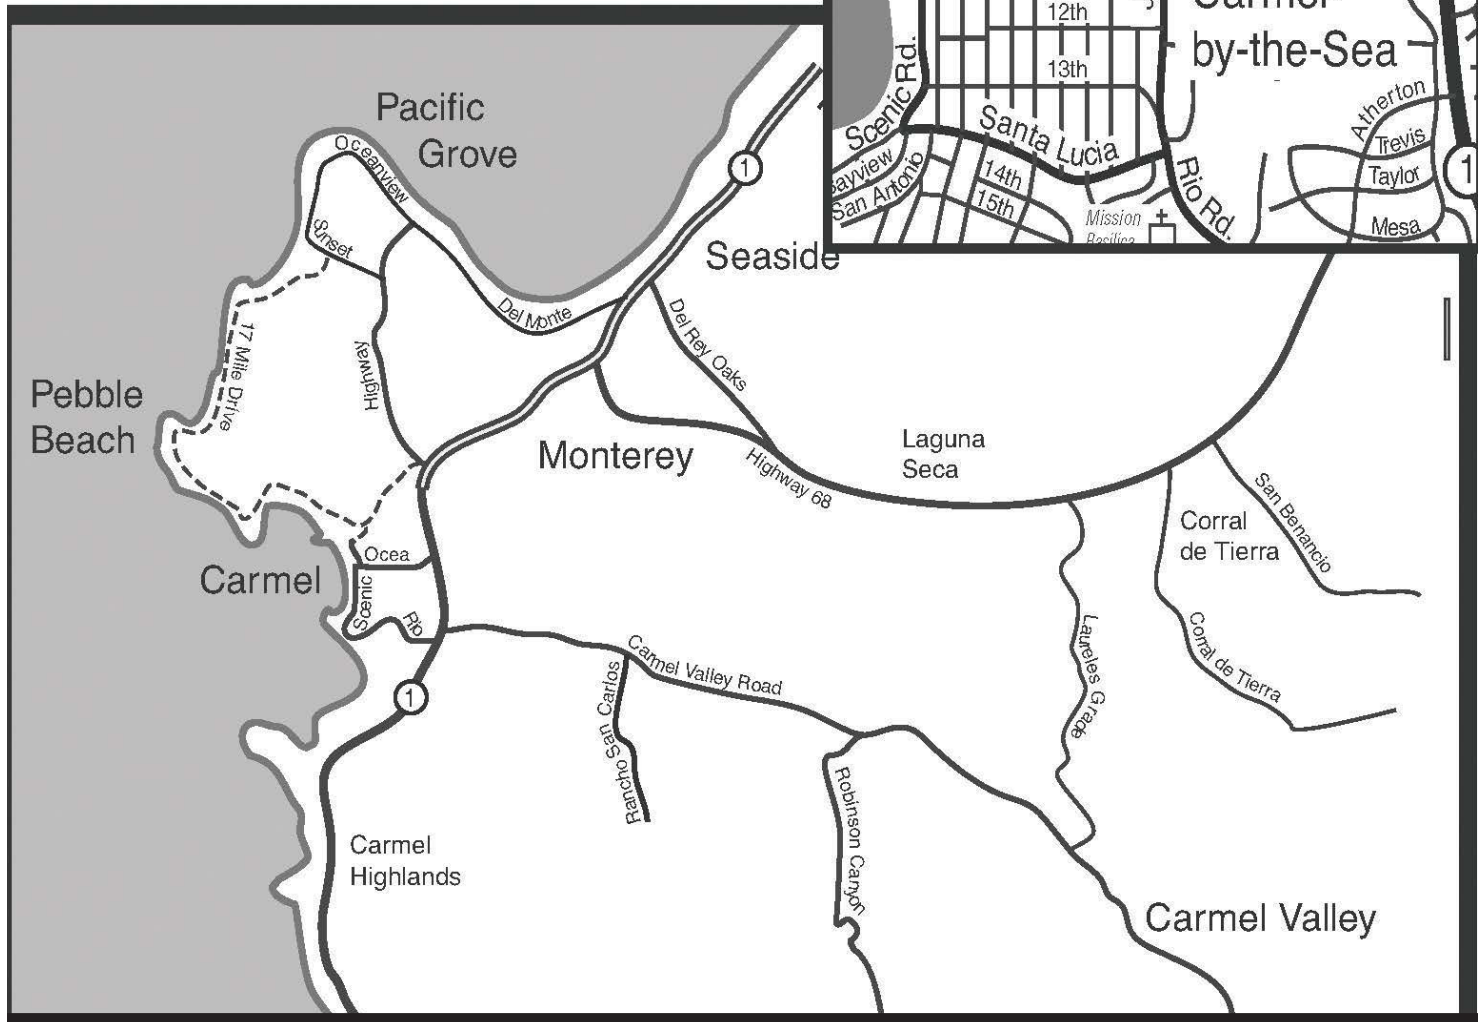 Pacific
Grove
Oceanview
Sunset
17 Mile Drive
Highway
Del Monte
1
Seaside
Del Rey Oaks
Pebble
Beach
Monterey
Highway 68
Laguna
Seca
San Benancio
Corral
de Tierra
Corral de Tierra
Laureles Grade
Carmel
Ocea
Scenic
Rio
1
Carmel Valley Road
Rancho San Carlos
Robinson Canyon
Carmel
Highlands
Carmel Valley
12th
13th
Carmel-
by-the-Sea
Scenic Rd.
Santa Lucia
Bayview
San Antonio
14th
15th
Mission
Basilica
Rio Rd.
Atherton
Trevis
Taylor
Mesa
1